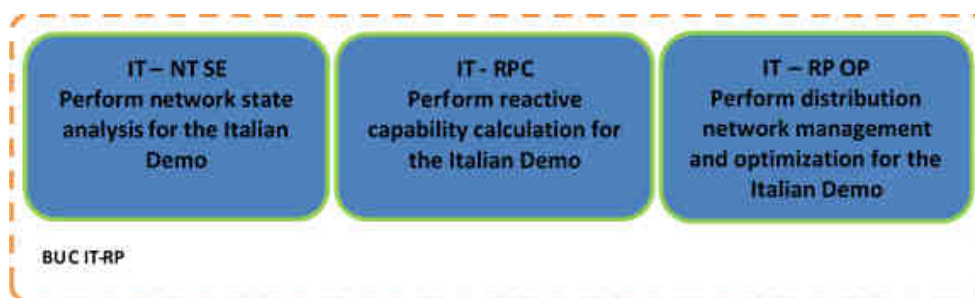 IT – NT SE
Perform network state
analysis for the Italian
Demo
IT - RPC
Perform reactive
capability calculation for
the Italian Demo
IT – RP OP
Perform distribution
network management
and optimization for the
Italian Demo
BUC IT-RP